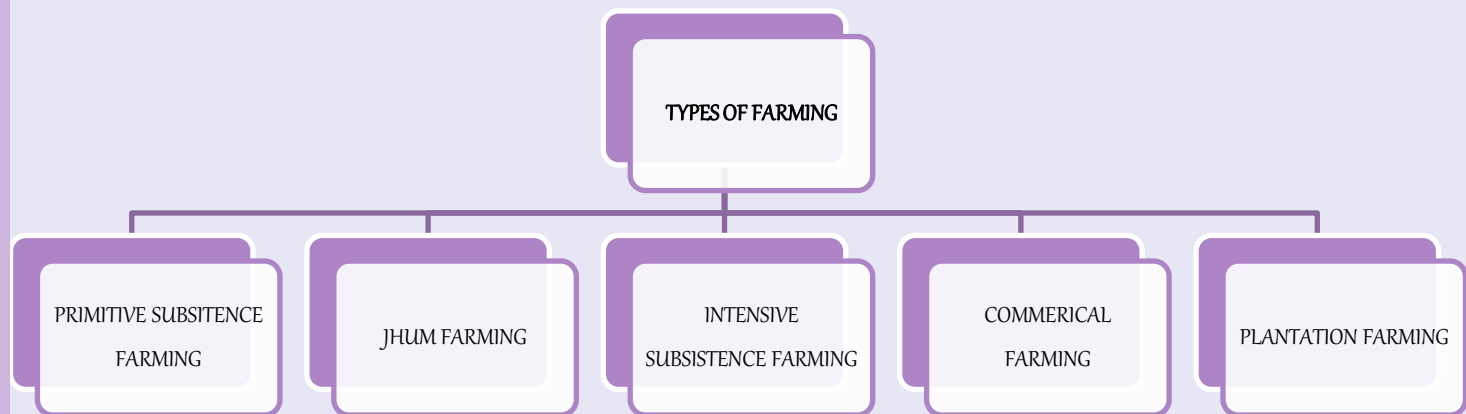 TYPES OF FARMING
PRIMITIVE SUBSITENCE
FARMING
JHUM FARMING
INTENSIVE
SUBSISTENCE FARMING
COMMERICAL
FARMING
PLANTATION FARMING